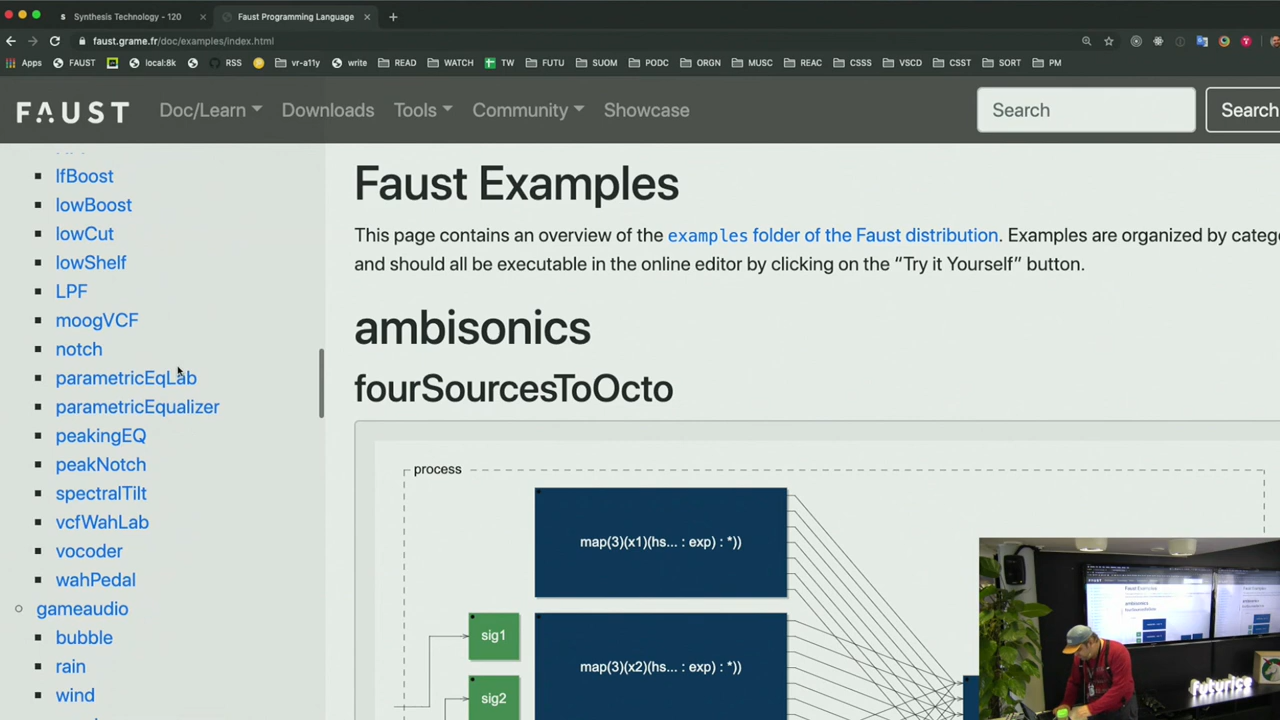 Synthesis Technology - 120
Faust Programming Language
faust.grame.fr/doc/examples/index.html
Apps FAUST local:8k RSS vr-a11y write READ WATCH TW FUTU SUOM PODC ORGN MUSC REAC CSSS VSCD CSST SORT PM
FAUST Doc/Learn Downloads Tools Community Showcase Search Search
lfBoost
lowBoost
lowCut
lowShelf
LPF
moogVCF
notch
parametricEqLab
parametricEqualizer
peakingEQ
peakNotch
spectralTilt
vcfWahLab
vocoder
wahPedal
gameaudio
bubble
rain
wind
Faust Examples
This page contains an overview of the examples folder of the Faust distribution. Examples are organized by categ
and should all be executable in the online editor by clicking on the “Try it Yourself” button.
ambisonics
fourSourcesToOcto
process
map(3)(x1)(hs... : exp) : *))
sig1
map(3)(x2)(hs... : exp) : *))
sig2
Faust Examples
ambisonics
futurice